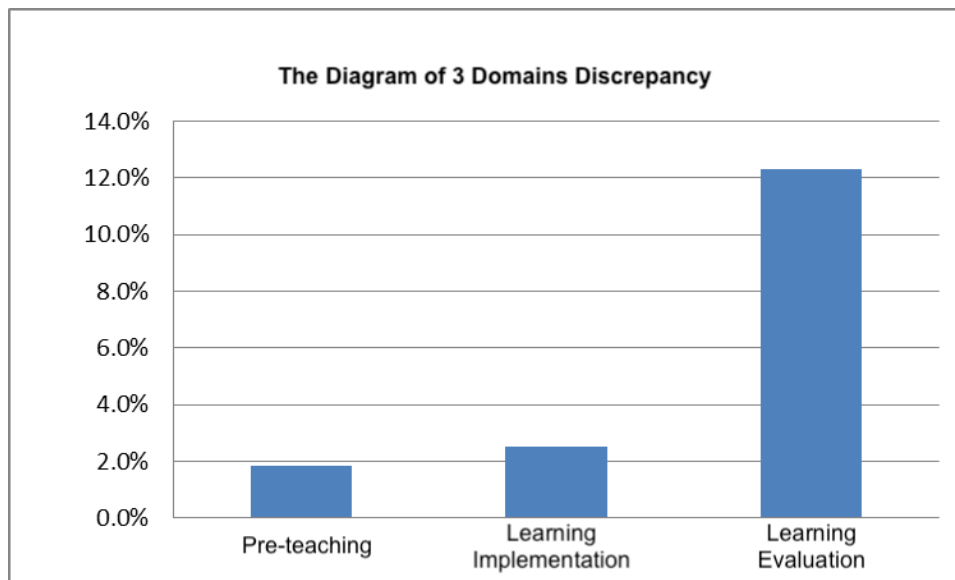 The Diagram of 3 Domains Discrepancy
14.0%
12.0%
10.0%
8.0%
6.0%
4.0%
2.0%
0.0%
Pre-teaching
Learning
Implementation
Learning
Evaluation